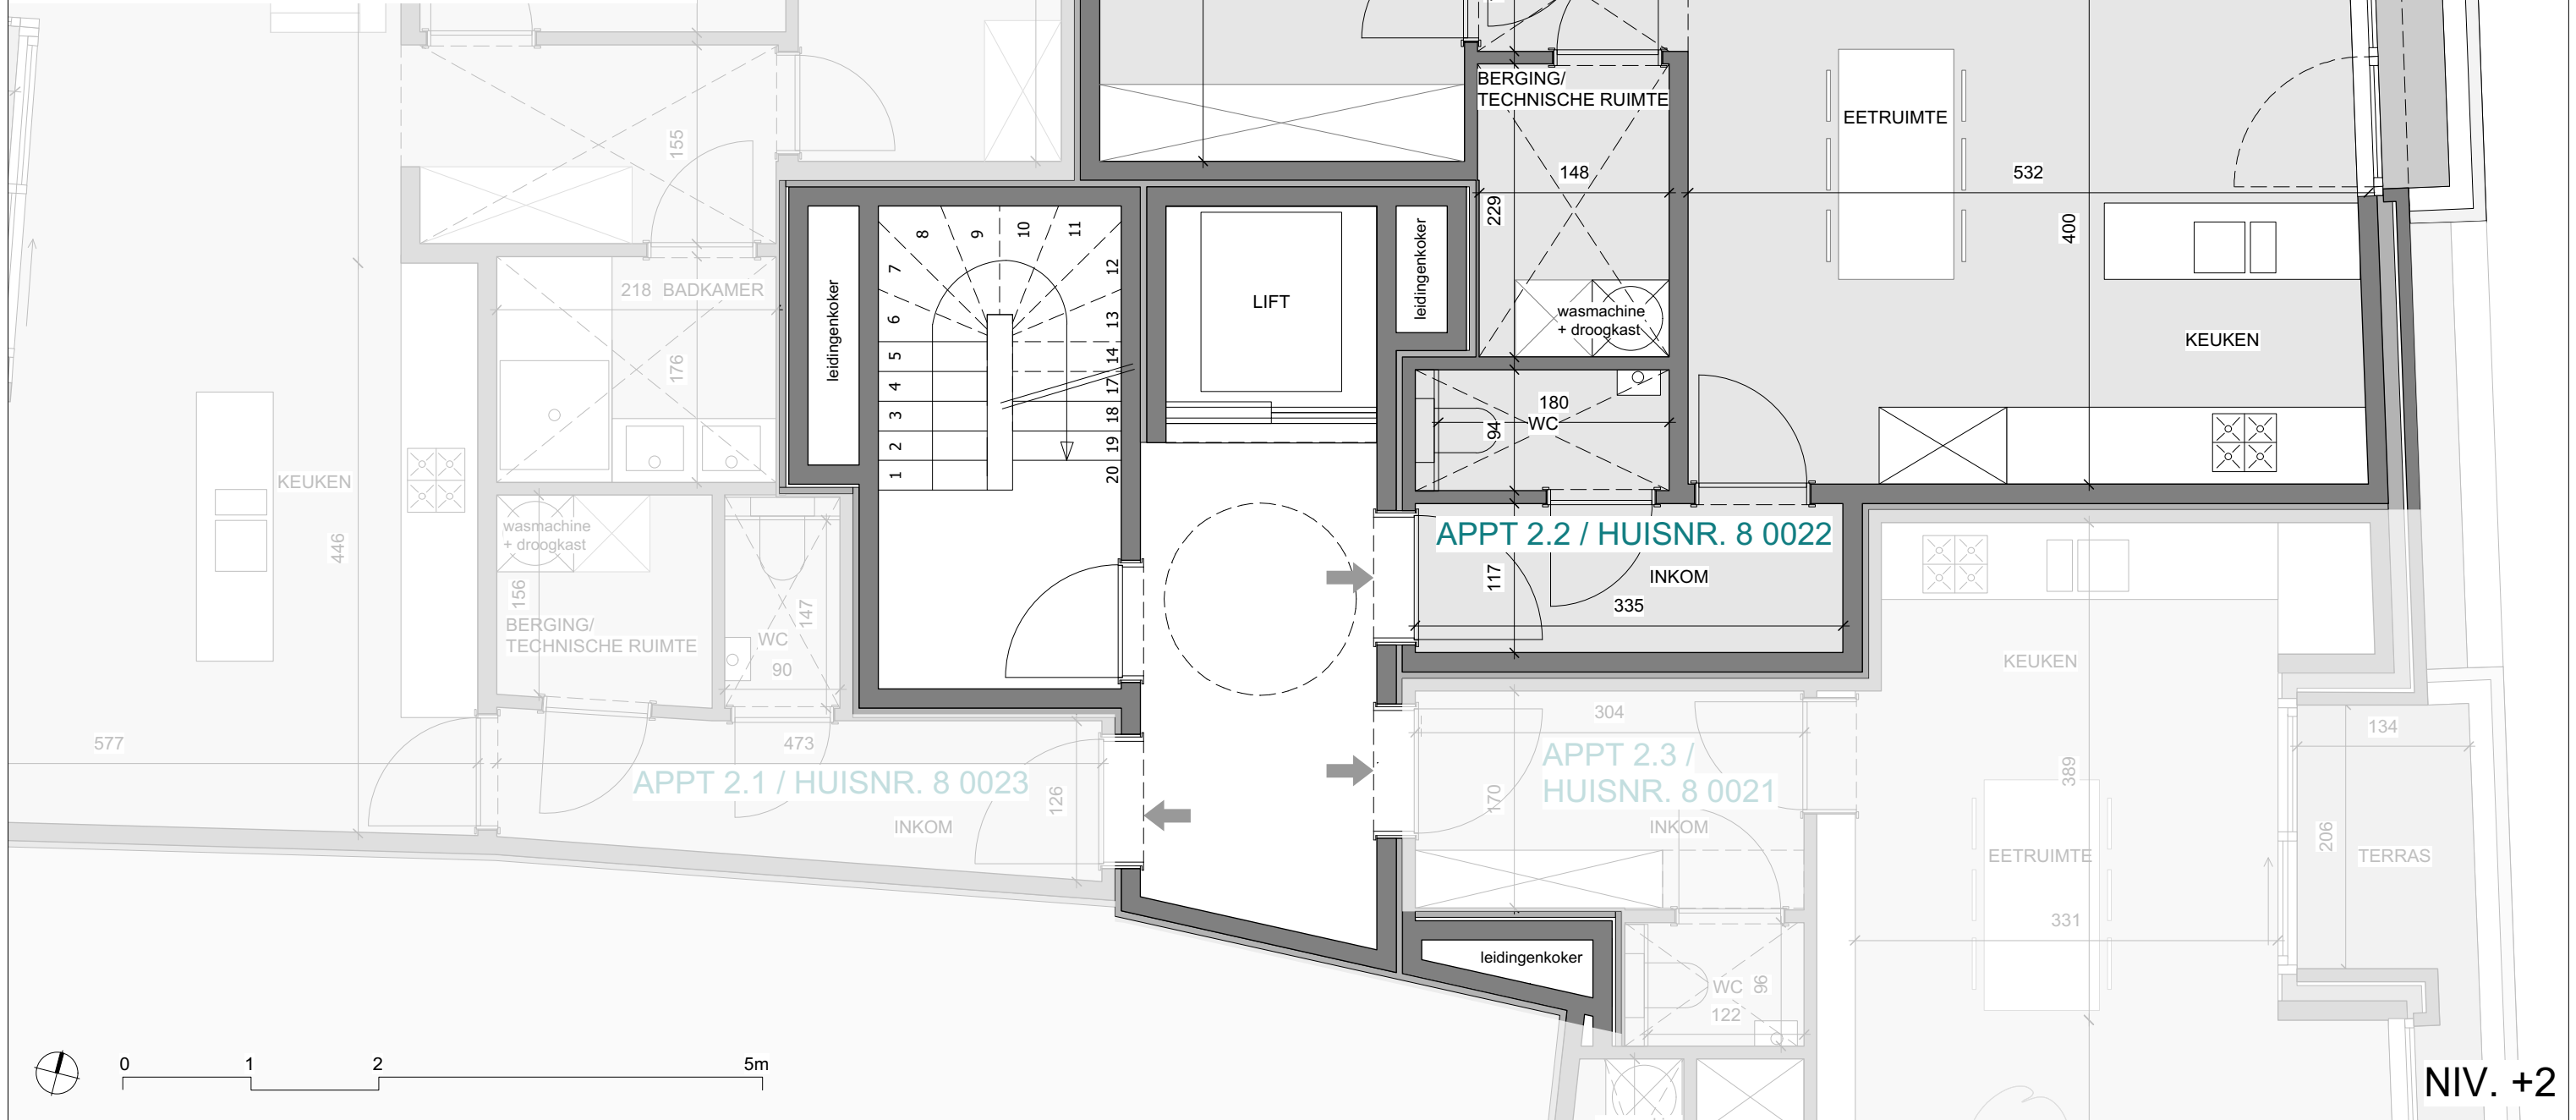 BERGING/
TECHNISCHE RUIMTE
EETRUIMTE
155
148
532
229
400
8
9
10
11
7
12
leidingenkoker
leidingenkoker
218 BADKAMER
6
13
LIFT
wasmachine
+ droogkast
KEUKEN
176
5
14
4
17
3
18
2
19
1
20
180
94
WC
KEUKEN
446
wasmachine
+ droogkast
156
BERGING/
TECHNISCHE RUIMTE
147
WC
90
APPT 2.2 / HUISNR. 8 0022
117
INKOM
335
KEUKEN
577
473
APPT 2.1 / HUISNR. 8 0023
126
INKOM
304
APPT 2.3 /
HUISNR. 8 0021
170
INKOM
389
134
206
EETRUIMTE
TERRAS
331
leidingenkoker
WC
96
122
0
1
2
5m
NIV. +2